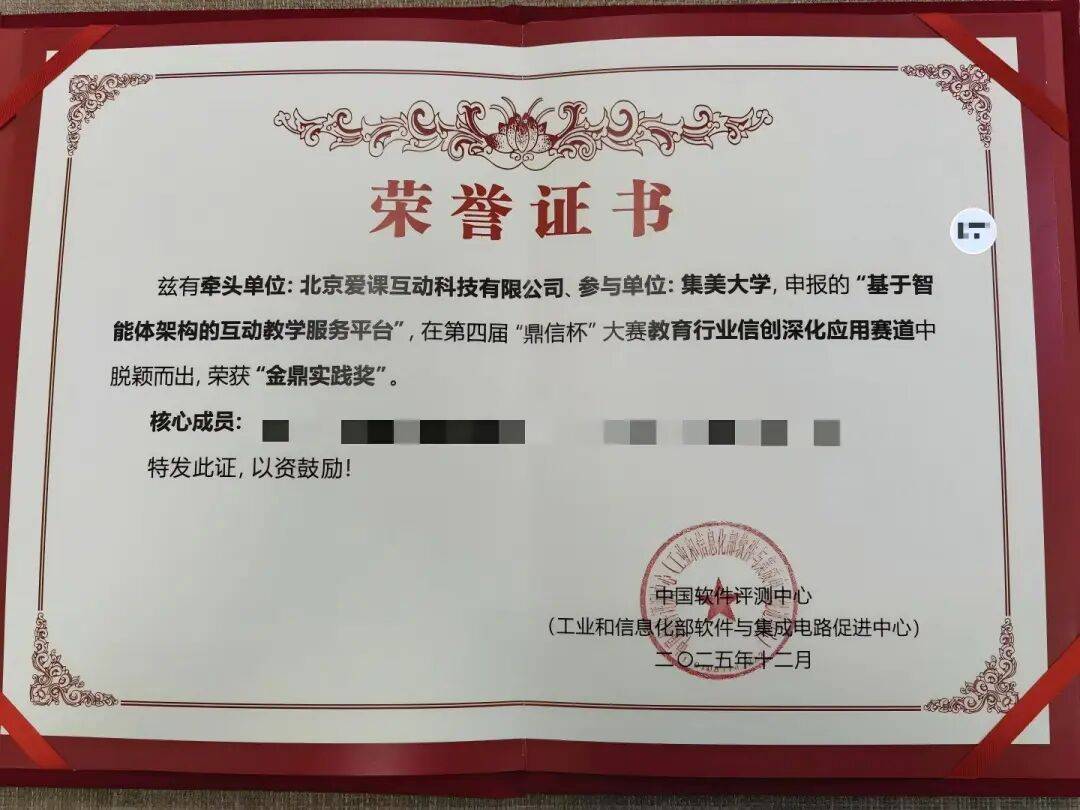 荣誉证书
兹有牵头单位：北京爱课互动科技有限公司、参与单位：集美大学，申报的“基于智
能体架构的互动教学服务平台”，在第四届“鼎信杯”大赛教育行业信创深化应用赛道中
脱颖而出，荣获“金鼎实践奖”。
核心成员：
特发此证，以资鼓励！
中国软件评测中心
（工业和信息化部软件与集成电路促进中心）
二〇二五年十二月